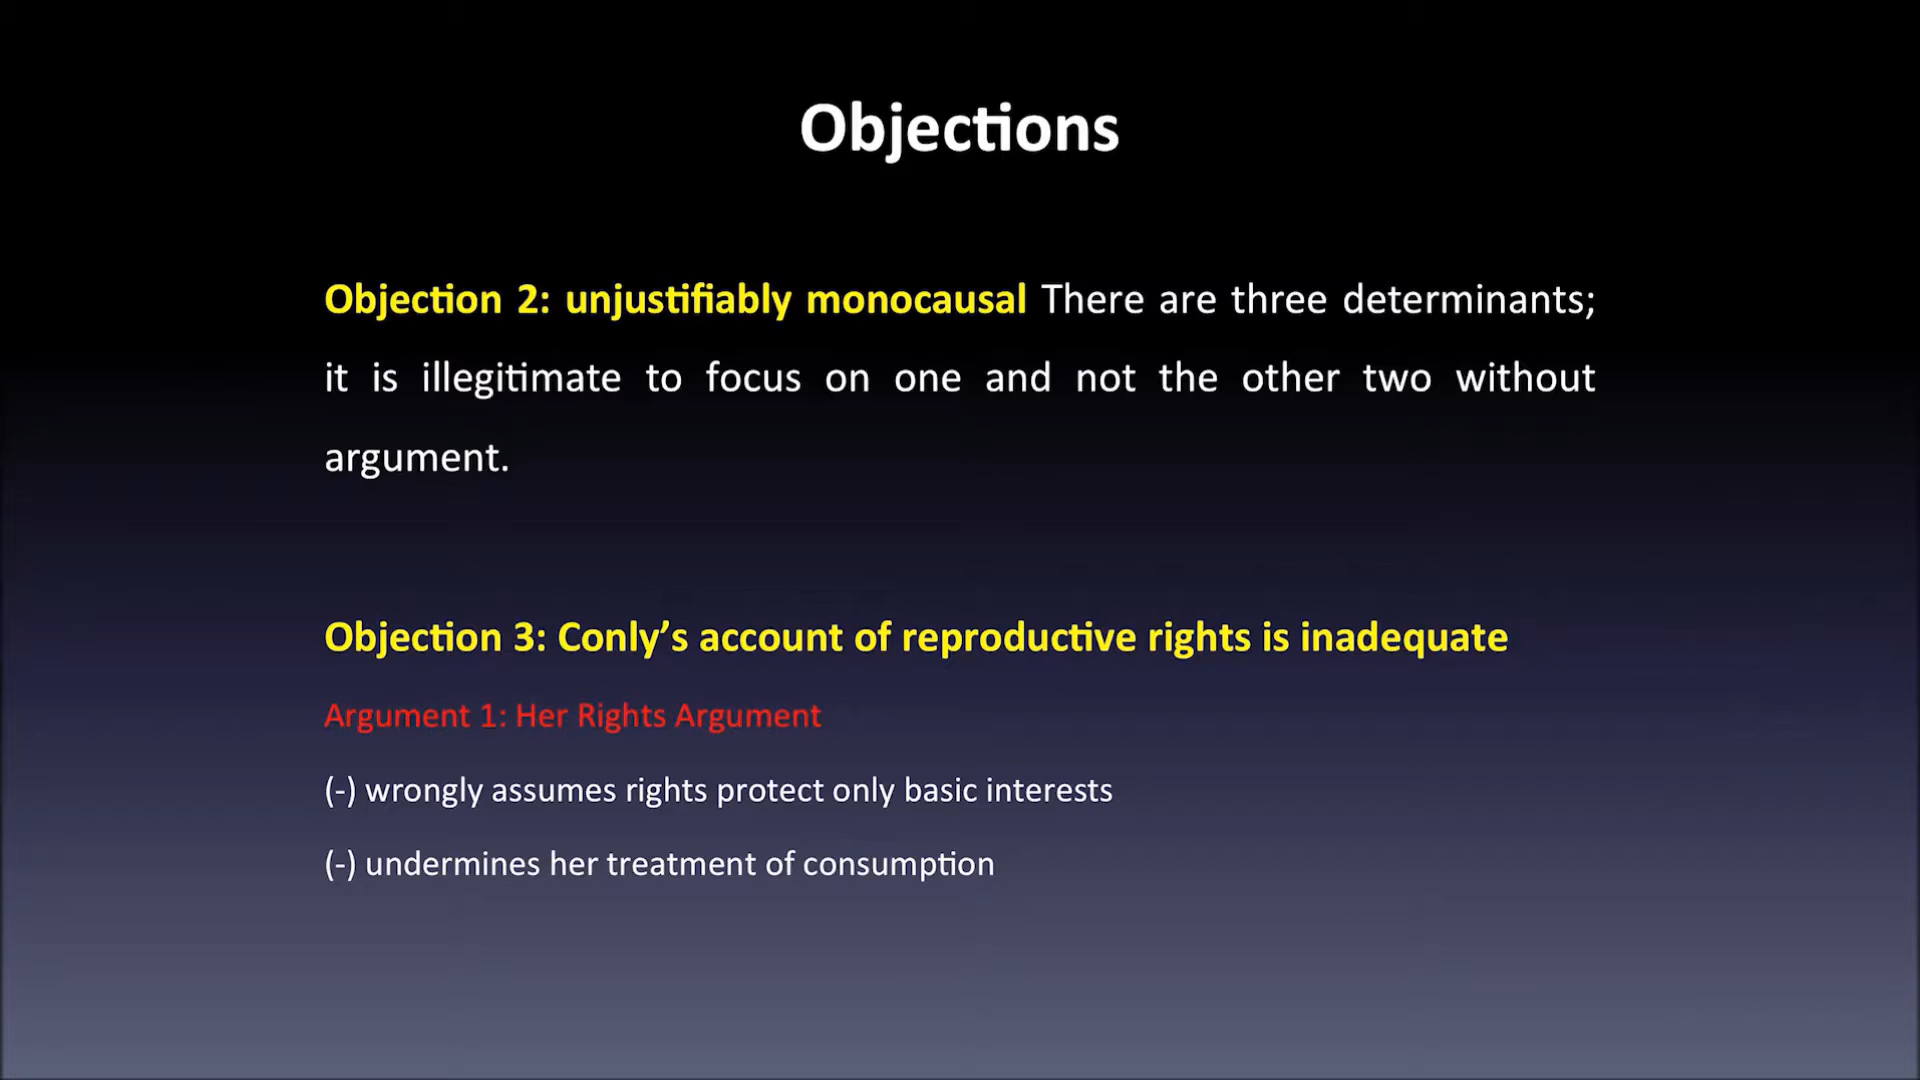 Objections
Objection 2: unjustifiably monocausal There are three determinants;
it is illegitimate to focus on one and not the other two without
argument.
Objection 3: Conly’s account of reproductive rights is inadequate
Argument 1: Her Rights Argument
(-) wrongly assumes rights protect only basic interests
(-) undermines her treatment of consumption